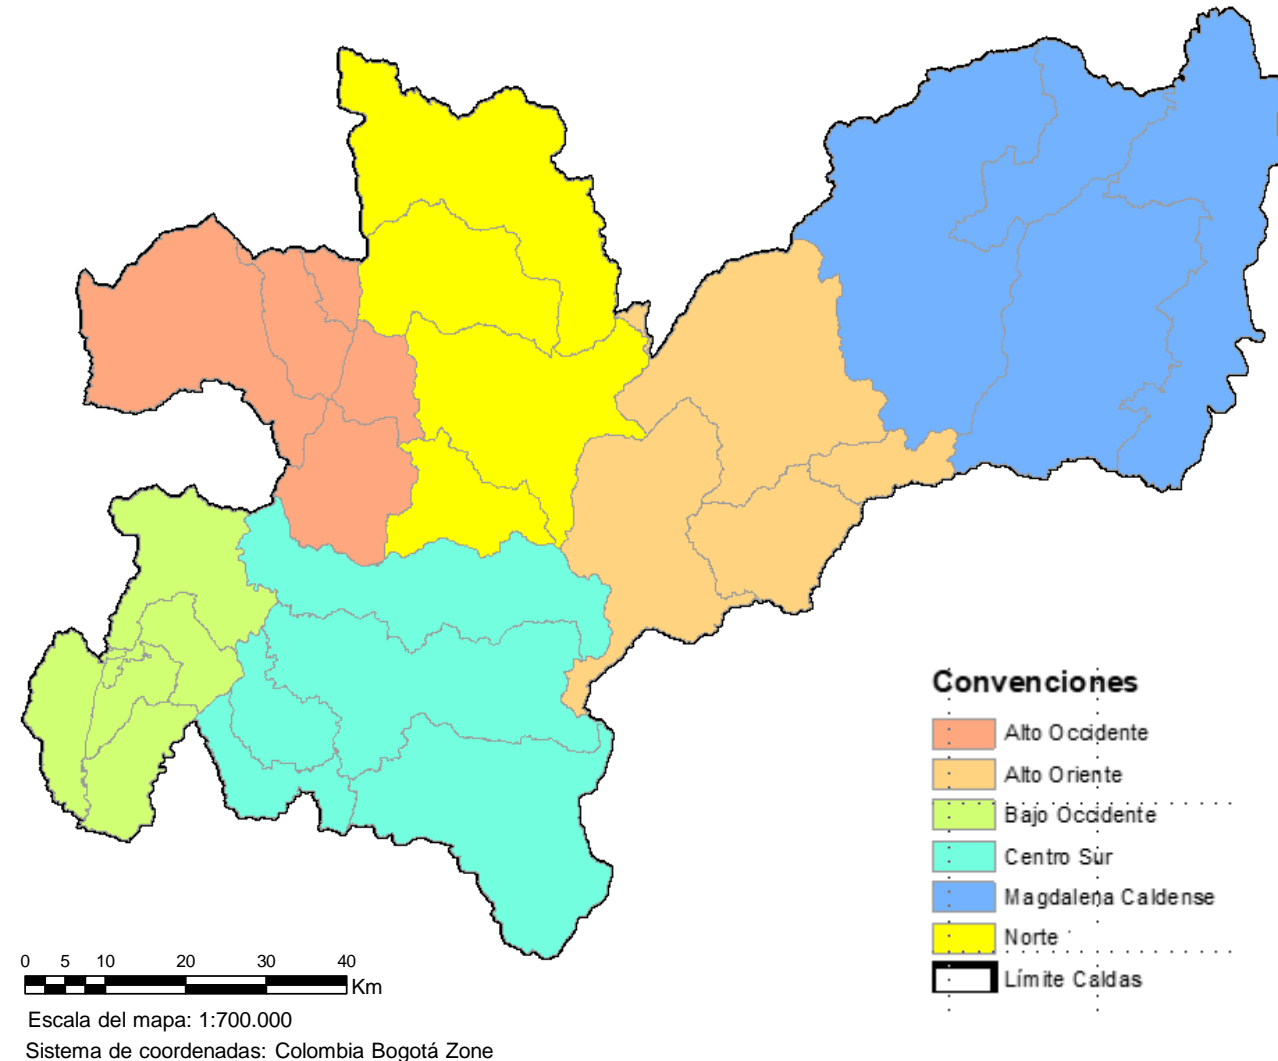 Convenciones
Alto Occidente
Alto Oriente
Bajo Occidente
Centro Sur
Magdalena Caldense
Norte
Límite Caldas
0 5 10 20 30 40
Km
Escala del mapa: 1:700.000
Sistema de coordenadas: Colombia Bogotá Zone